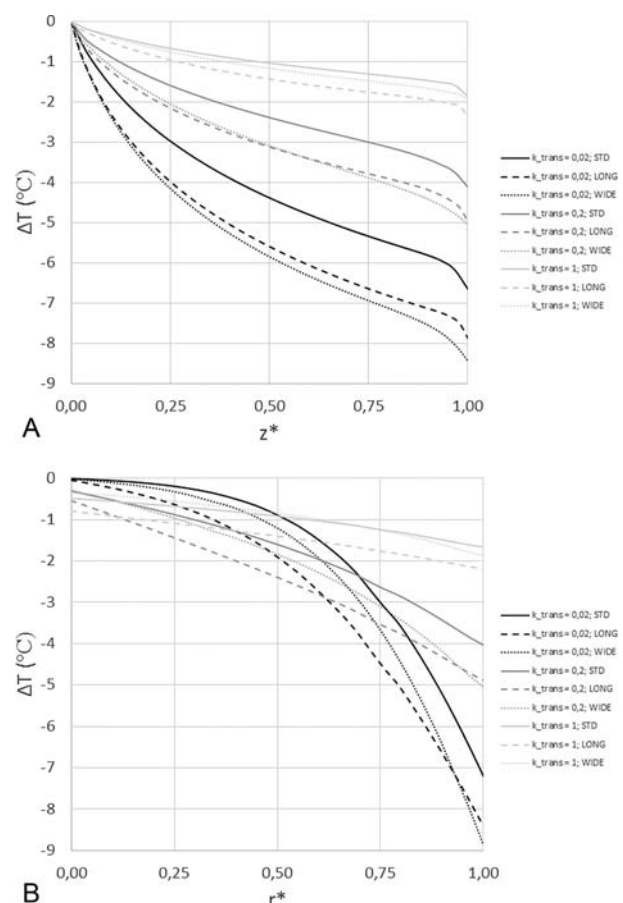 0
-1
-2
-3
-4
-5
-6
-7
-8
-9
ΔT (°C)
0,00 0,25 0,50 0,75 1,00
z*
A
k_trans = 0,02; STD
k_trans = 0,02; LONG
k_trans = 0,02; WIDE
k_trans = 0,2; STD
k_trans = 0,2; LONG
k_trans = 0,2; WIDE
k_trans = 1; STD
k_trans = 1; LONG
k_trans = 1; WIDE
0
-1
-2
-3
-4
-5
-6
-7
-8
-9
ΔT (°C)
0,00 0,25 0,50 0,75 1,00
r*
B
k_trans = 0,02; STD
k_trans = 0,02; LONG
k_trans = 0,02; WIDE
k_trans = 0,2; STD
k_trans = 0,2; LONG
k_trans = 0,2; WIDE
k_trans = 1; STD
k_trans = 1; LONG
k_trans = 1; WIDE